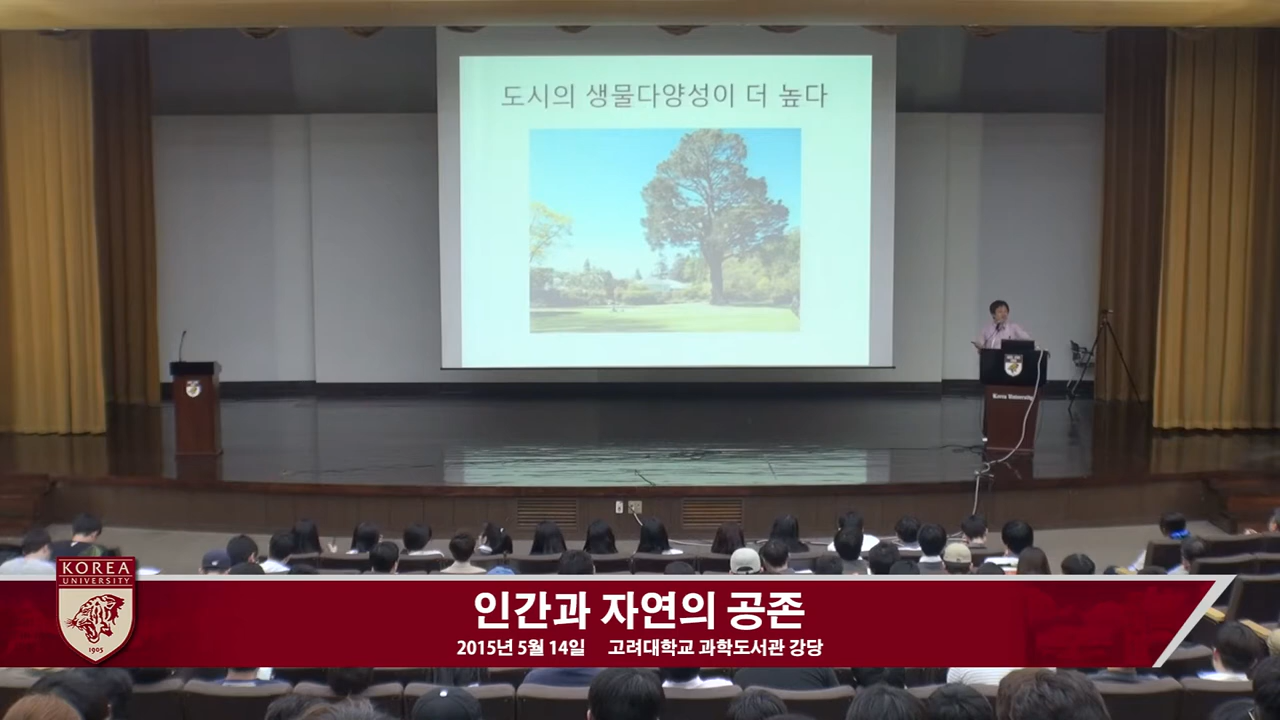 도시의 생물다양성이 더 높다
Korea University
KOREA
UNIVERSITY
1905
인간과 자연의 공존
2015년 5월 14일 고려대학교 과학도서관 강당